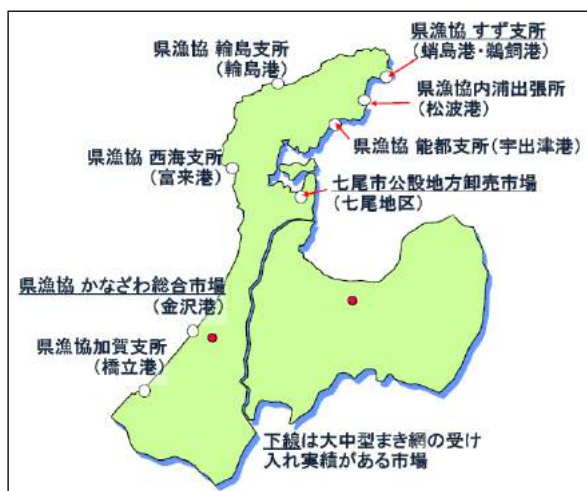 県漁協 輪島支所
(輪島港)
県漁協 すず支所
(蛸島港・鵜飼港)
県漁協内浦出張所
(松波港)
県漁協 能都支所(宇出津港)
県漁協 西海支所
(富来港)
七尾市公設地方卸売市場
(七尾地区)
県漁協 かなざわ総合市場
(金沢港)
県漁協加賀支所
(橋立港)
下線は大中型まき網の受け
入れ実績がある市場